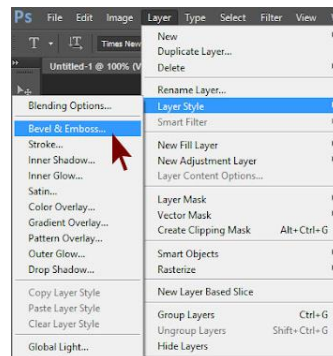 Ps File Edit Image Layer Type Select Filter View
T Times New
Untitled-1 @ 100% (V
New
Duplicate Layer...
Delete
Rename Layer...
Layer Style
Smart Filter
New Fill Layer
New Adjustment Layer
Layer Content Options...
Layer Mask
Vector Mask
Create Clipping Mask Alt+Ctrl+G
Smart Objects
Rasterize
New Layer Based Slice
Group Layers Ctrl+G
Ungroup Layers Shift+Ctrl+G
Hide Layers
Blending Options...
Bevel & Emboss...
Stroke...
Inner Shadow...
Inner Glow...
Satin...
Color Overlay...
Gradient Overlay...
Pattern Overlay...
Outer Glow...
Drop Shadow...
Copy Layer Style
Paste Layer Style
Clear Layer Style
Global Light...